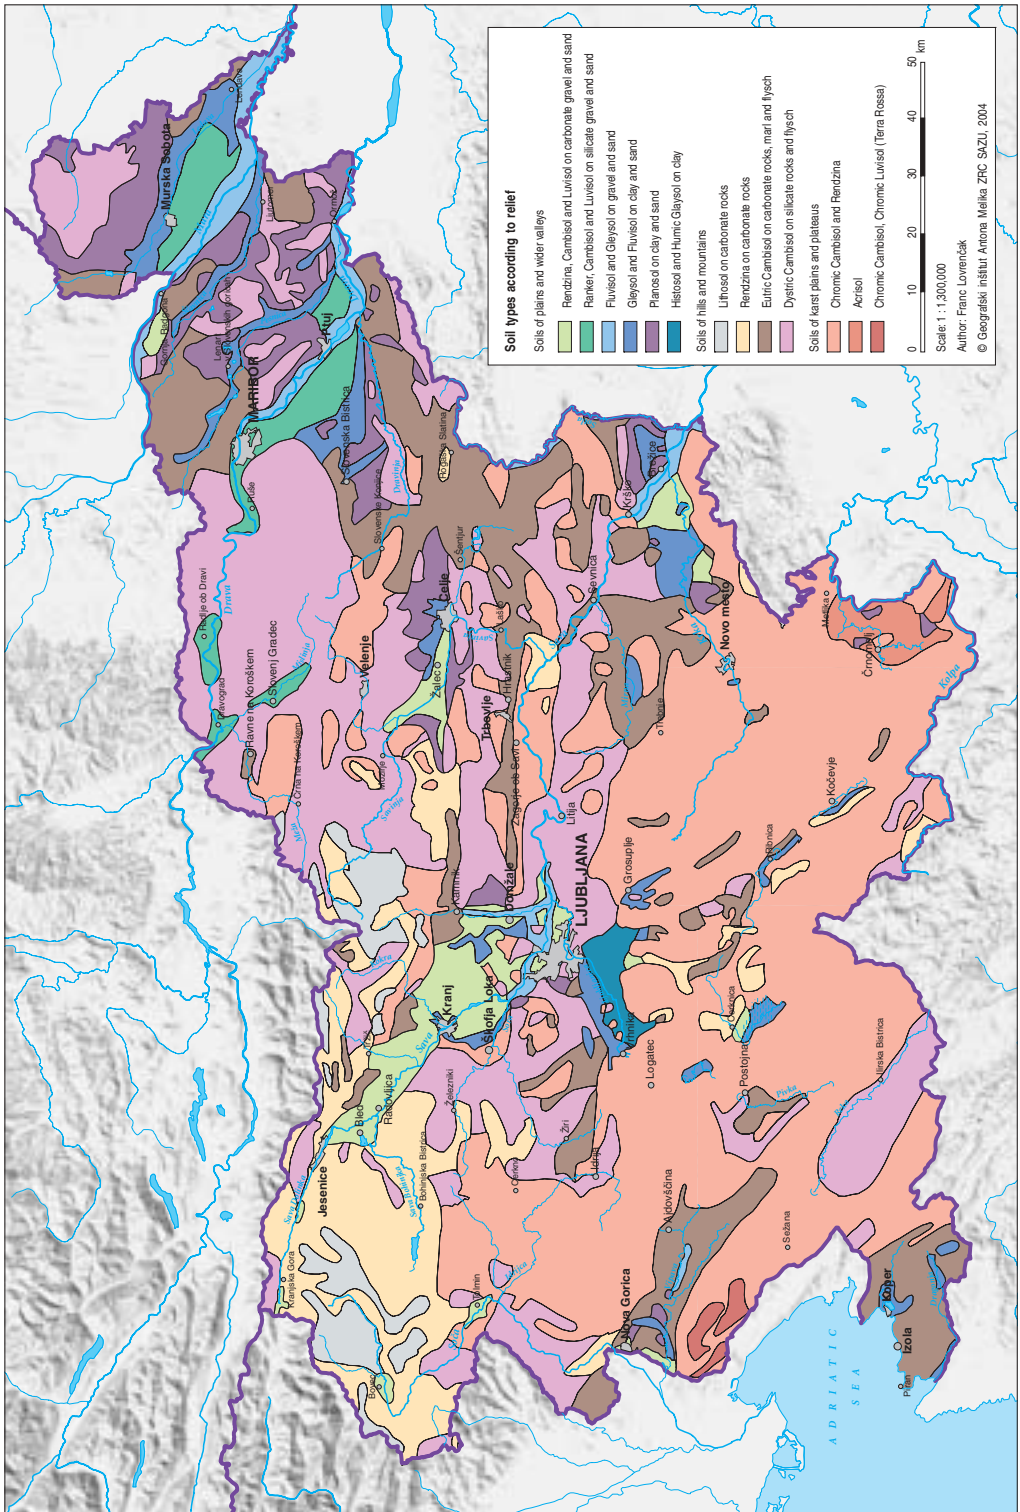 Soil types according to relief
Soils of plains and wider valleys
Rendzina, Cambisol and Luvisol on carbonate gravel and sand
Ranker, Cambisol and Luvisol on silicate gravel and sand
Fluvisol and Gleysol on gravel and sand
Gleysol and Fluvisol on clay and sand
Planosol on clay and sand
Histosol and Humic Glaysol on clay
Soils of hills and mountains
Lithosol on carbonate rocks
Rendzina on carbonate rocks
Eutric Cambisol on carbonate rocks, marl and flysch
Dystric Cambisol on silicate rocks and flysch
Soils of karst plains and plateaus
Chromic Cambisol and Rendzina
Acrisol
Chromic Cambisol, Chromic Luvisol (Terra Rossa)
0 10 20 30 40 50 km
Scale: 1 : 1,300,000
Author: Franc Lovenčak
© Geografski inštitut Antona Melika ZRC SAZU, 2004
Murska Sobota
Lendava
Ljutomer
Ormož
Gornja Radgona
Lenart
Ptuj
MARIBOR
Ruše
Slovenska Bistrica
Slovenske Konjice
Dravinja
Rogaška Slatina
Radlje ob Dravi
Drava
Dravograd
Ravne na Koroškem
Slovenj Gradec
Mislinja
Črna na Koroškem
Velenje
Mozirje
Savinja
Žalec
Celje
Šentjur
Laško
Savinja
Hrastnik
Trbovlje
Zagorje ob Savi
Litija
Sevnica
Krško
Brežice
Novo mesto
Trebnje
Metlika
Črnomelj
Kolpa
Kočevje
Ribnica
Grosuplje
LJUBLJANA
Domžale
Kamnik
Kranj
Škofja Loka
Sava
Tržič
Radovljica
Bled
Jesenice
Sava Dolinka
Kranjska Gora
Bohinjska Bistrica
Sava Bohinjka
Železniki
Žiri
Idrija
Cerkno
Tolmin
Idrijca
Soča
Bovec
Vrhnika
Logatec
Cerknica
Postojna
Pivka
Ilirska Bistrica
Ajdovščina
Nova Gorica
Sežana
Koper
Izola
Piran
ADRIATIC
SEA